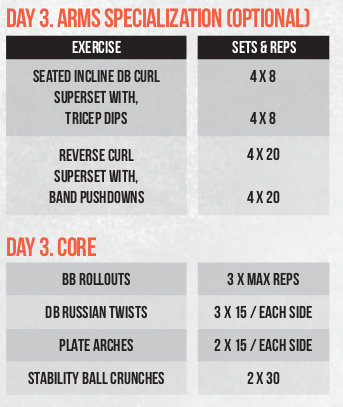 DAY 3. ARMS SPECIALIZATION (OPTIONAL)
EXERCISE SETS & REPS
SEATED INCLINE DB CURL 4 X 8
SUPERSET WITH,
TRICEP DIPS 4 X 8
REVERSE CURL 4 X 20
SUPERSET WITH,
BAND PUSHDOWNS 4 X 20
DAY 3. CORE
BB ROLLOUTS 3 X MAX REPS
DB RUSSIAN TWISTS 3 X 15 / EACH SIDE
PLATE ARCHES 2 X 15 / EACH SIDE
STABILITY BALL CRUNCHES 2 X 30